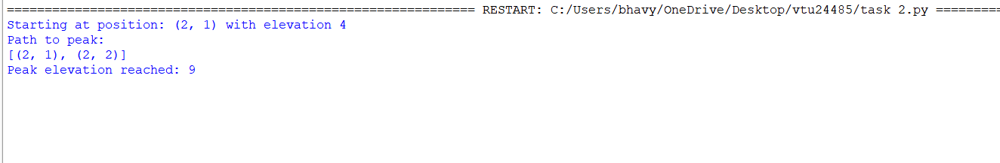 ============================================================== RESTART: C:/Users/bhavy/OneDrive/Desktop/vtu24485/task 2.py =========
Starting at position: (2, 1) with elevation 4
Path to peak:
[(2, 1), (2, 2)]
Peak elevation reached: 9